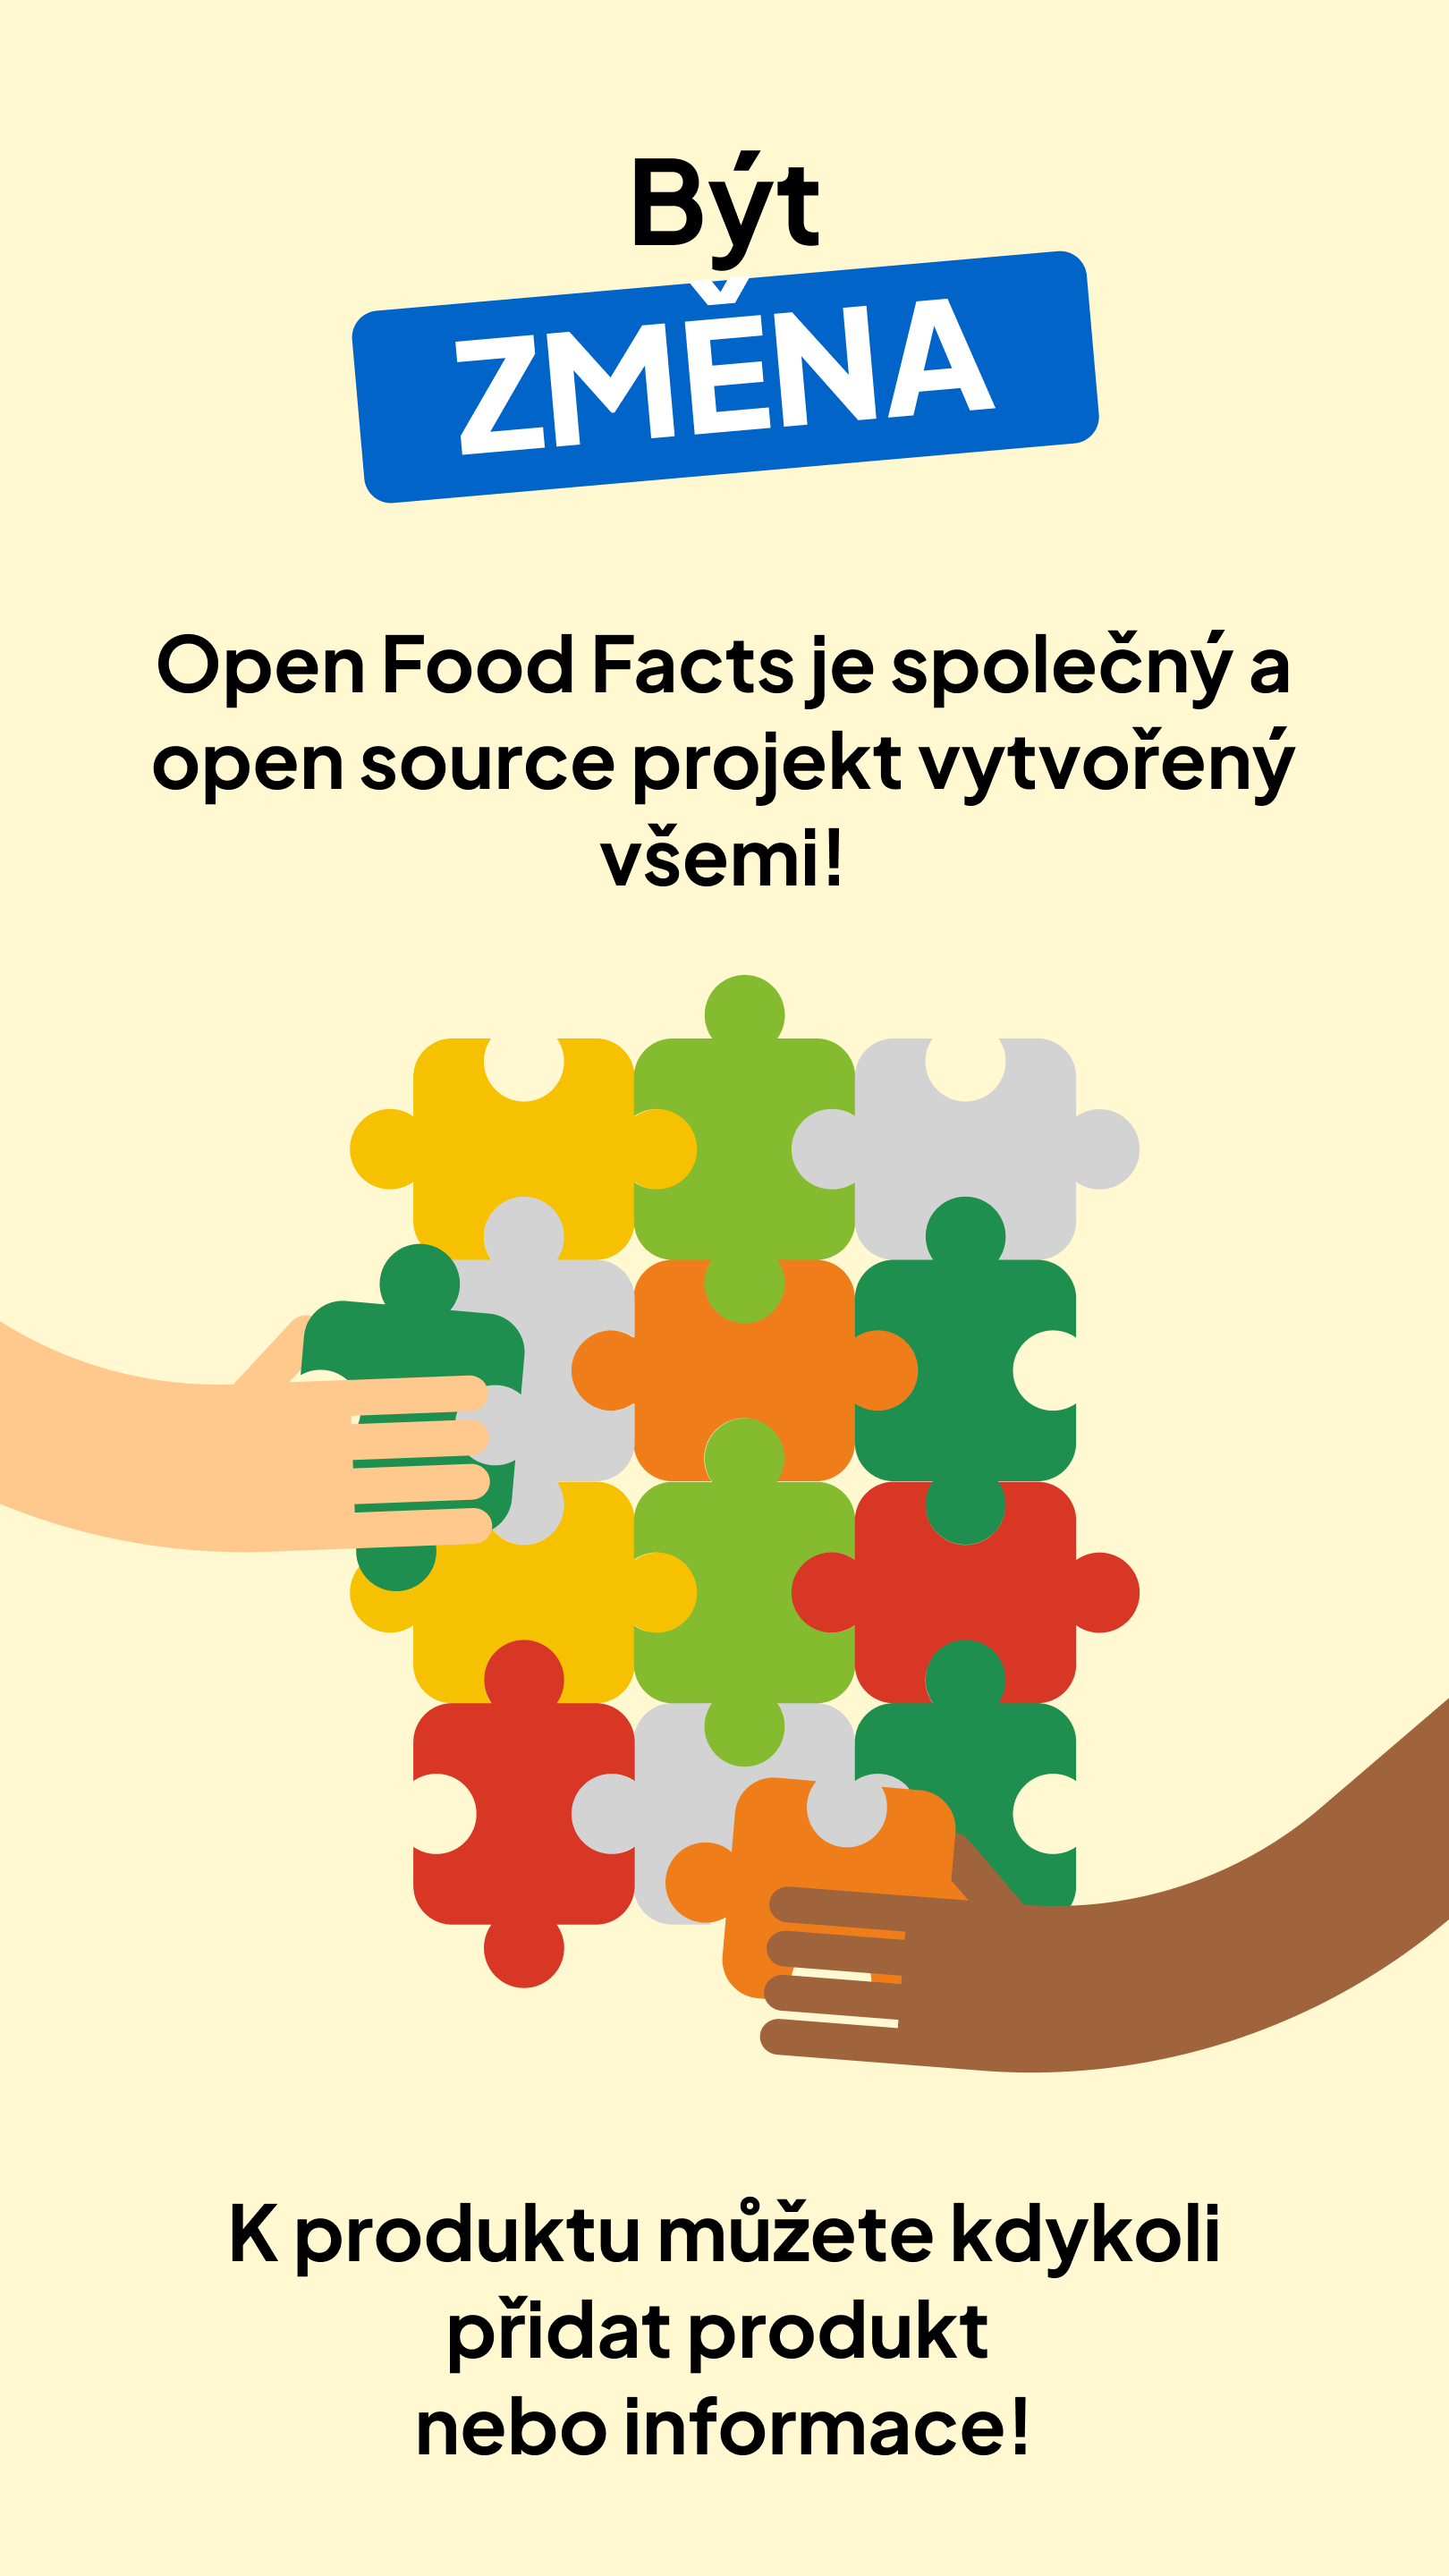 Být
ZMĚNA
Open Food Facts je společný a
open source projekt vytvořený
všemi!
K produktu můžete kdykoli
přidat produkt
nebo informace!